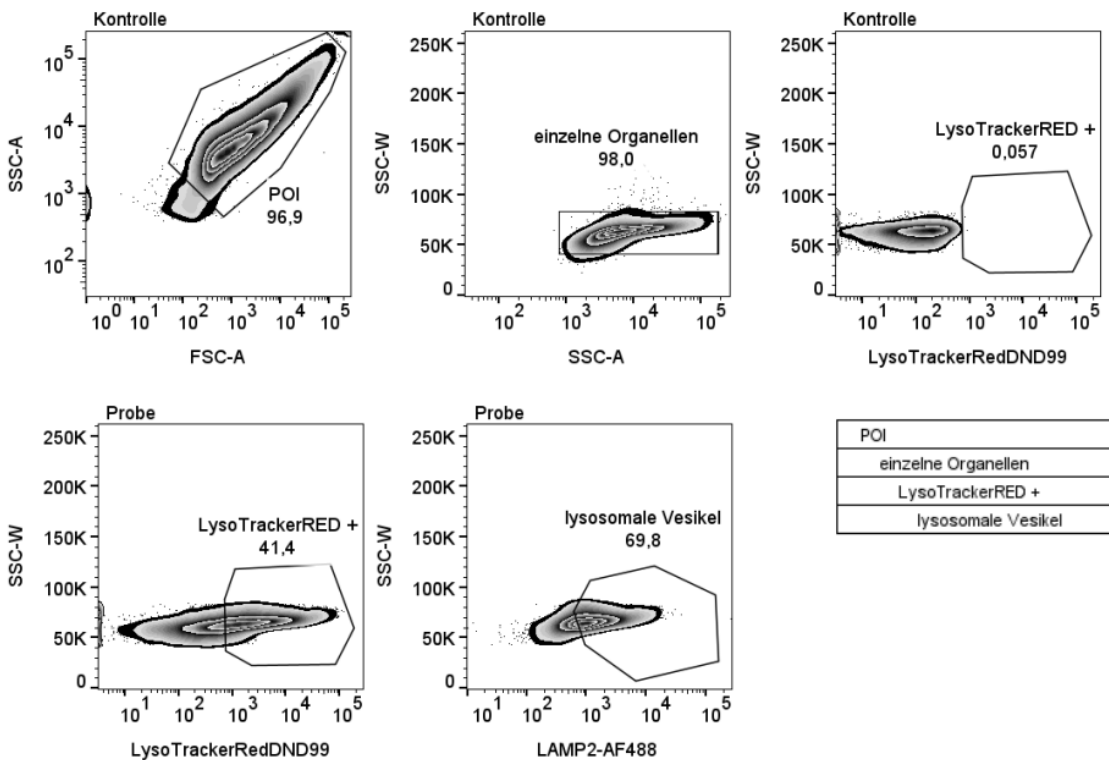 Kontrolle
SSC-A
10^5
10^4
10^3
10^2
POI
96,9
10^0 10^1 10^2 10^3 10^4 10^5
FSC-A
Kontrolle
SSC-W
250K
200K
150K
100K
50K
0
einzelne Organellen
98,0
10^2 10^3 10^4 10^5
SSC-A
Kontrolle
SSC-W
250K
200K
150K
100K
50K
0
LysoTrackerRED +
0,057
10^1 10^2 10^3 10^4 10^5
LysoTrackerRedDND99
Probe
SSC-W
250K
200K
150K
100K
50K
0
LysoTrackerRED +
41,4
10^1 10^2 10^3 10^4 10^5
LysoTrackerRedDND99
Probe
SSC-W
250K
200K
150K
100K
50K
0
lysosomale Vesikel
69,8
10^1 10^2 10^3 10^4 10^5
LAMP2-AF488
POI
einzelne Organellen
LysoTrackerRED +
lysosomale Vesikel